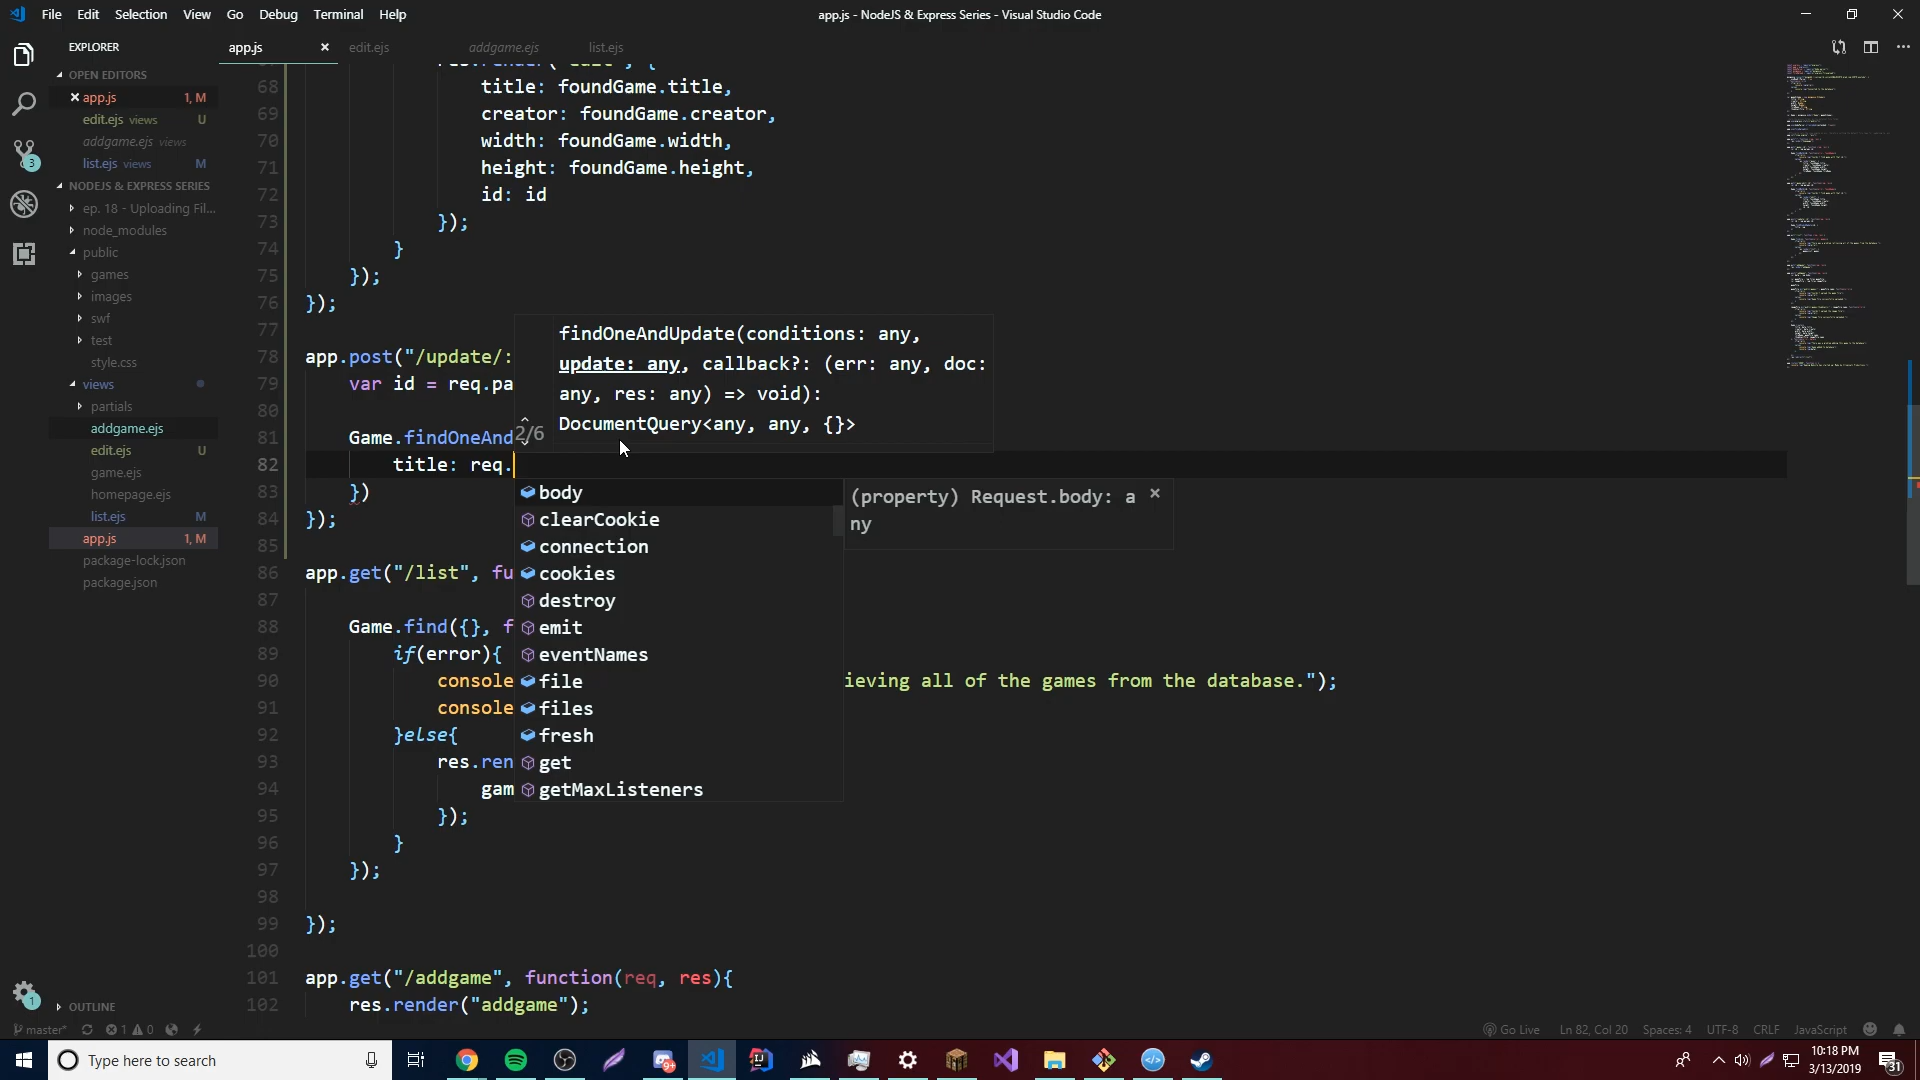 File Edit Selection View Go Debug Terminal Help
app.js - NodeJS & Express Series - Visual Studio Code
EXPLORER
OPEN EDITORS
app.js 1, M
edit.ejs views U
addgame.ejs views
list.ejs views M
NODEJS & EXPRESS SERIES
ep. 18 - Uploading Fil...
node_modules
public
games
images
swf
test
style.css
views
partials
addgame.ejs
edit.ejs U
game.ejs
homepage.ejs
list.ejs M
app.js 1, M
package-lock.json
package.json
OUTLINE
3
1
app.js edit.ejs addgame.ejs list.ejs
68 title: foundGame.title,
69 creator: foundGame.creator,
70 width: foundGame.width,
71 height: foundGame.height,
72 id: id
73 });
74 }
75 });
76 });
77
78 app.post("/update/:
79 var id = req.pa
80
81 Game.findOneAnd
82 title: req.
83 })
84 });
85
86 app.get("/list", fu
87
88 Game.find({}, f
89 if(error){
90 console ieving all of the games from the database.");
91 console
92 }else{
93 res.ren
94 gam
95 });
96 }
97 });
98
99 });
100
101 app.get("/addgame", function(req, res){
102 res.render("addgame");
findOneAndUpdate(conditions: any,
update: any, callback?: (err: any, doc:
any, res: any) => void):
2/6 DocumentQuery<any, any, {}>
body
clearCookie
connection
cookies
destroy
emit
eventNames
file
files
fresh
get
getMaxListeners
(property) Request.body: a
ny
master* 1 0
Go Live Ln 82, Col 20 Spaces: 4 UTF-8 CRLF JavaScript
Type here to search
9+
10:18 PM
3/13/2019
31